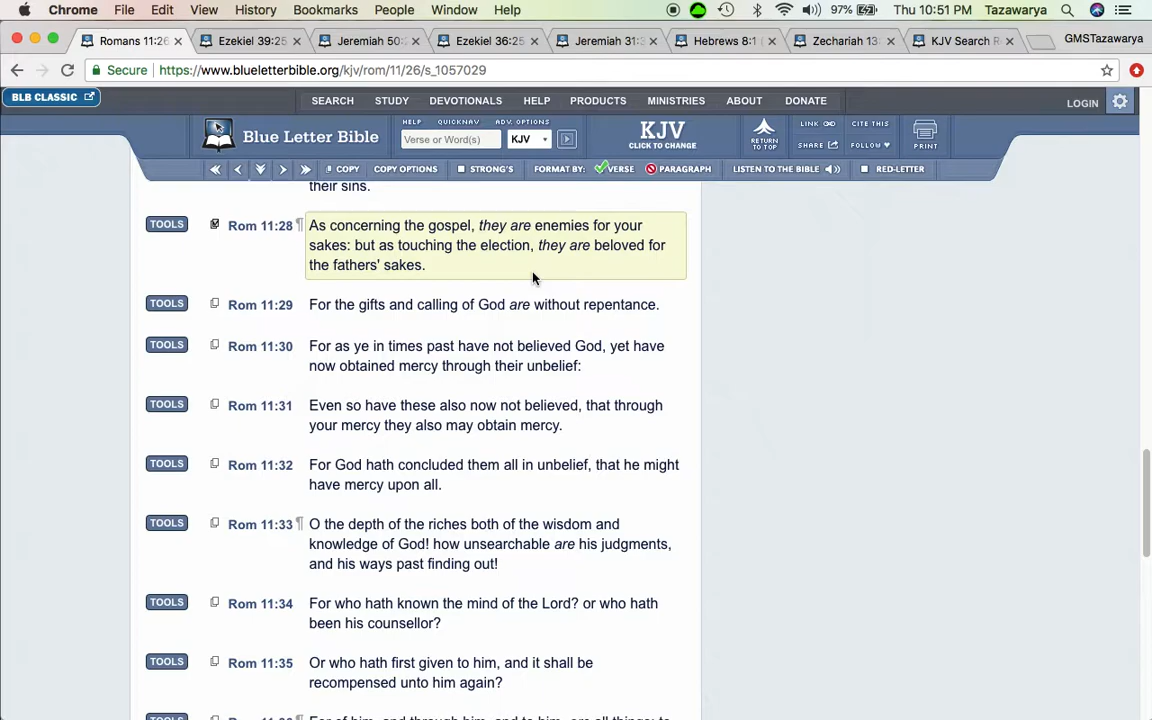 Chrome File Edit View History Bookmarks People Window Help 97% Thu 10:51 PM Tazawarya
Romans 11:26 Ezekiel 39:25 Jeremiah 50: Ezekiel 36:25 Jeremiah 31:3 Hebrews 8:1 ( Zechariah 13: KJV Search R GMSTazawarya
Secure https://www.blueletterbible.org/kjv/rom/11/26/s_1057029
BLB CLASSIC SEARCH STUDY DEVOTIONALS HELP PRODUCTS MINISTRIES ABOUT DONATE LOGIN
HELP QUICKNAV ADV. OPTIONS
Blue Letter Bible Verse or Word(s) KJV KJV CLICK TO CHANGE RETURN TO TOP LINK CITE THIS SHARE FOLLOW PRINT
COPY COPY OPTIONS STRONG'S FORMAT BY: VERSE PARAGRAPH LISTEN TO THE BIBLE RED-LETTER
their sins.
TOOLS Rom 11:28 ¶ As concerning the gospel, they are enemies for your
sakes: but as touching the election, they are beloved for
the fathers' sakes.
TOOLS Rom 11:29 For the gifts and calling of God are without repentance.
TOOLS Rom 11:30 For as ye in times past have not believed God, yet have
now obtained mercy through their unbelief:
TOOLS Rom 11:31 Even so have these also now not believed, that through
your mercy they also may obtain mercy.
TOOLS Rom 11:32 For God hath concluded them all in unbelief, that he might
have mercy upon all.
TOOLS Rom 11:33 ¶ O the depth of the riches both of the wisdom and
knowledge of God! how unsearchable are his judgments,
and his ways past finding out!
TOOLS Rom 11:34 For who hath known the mind of the Lord? or who hath
been his counsellor?
TOOLS Rom 11:35 Or who hath first given to him, and it shall be
recompensed unto him again?